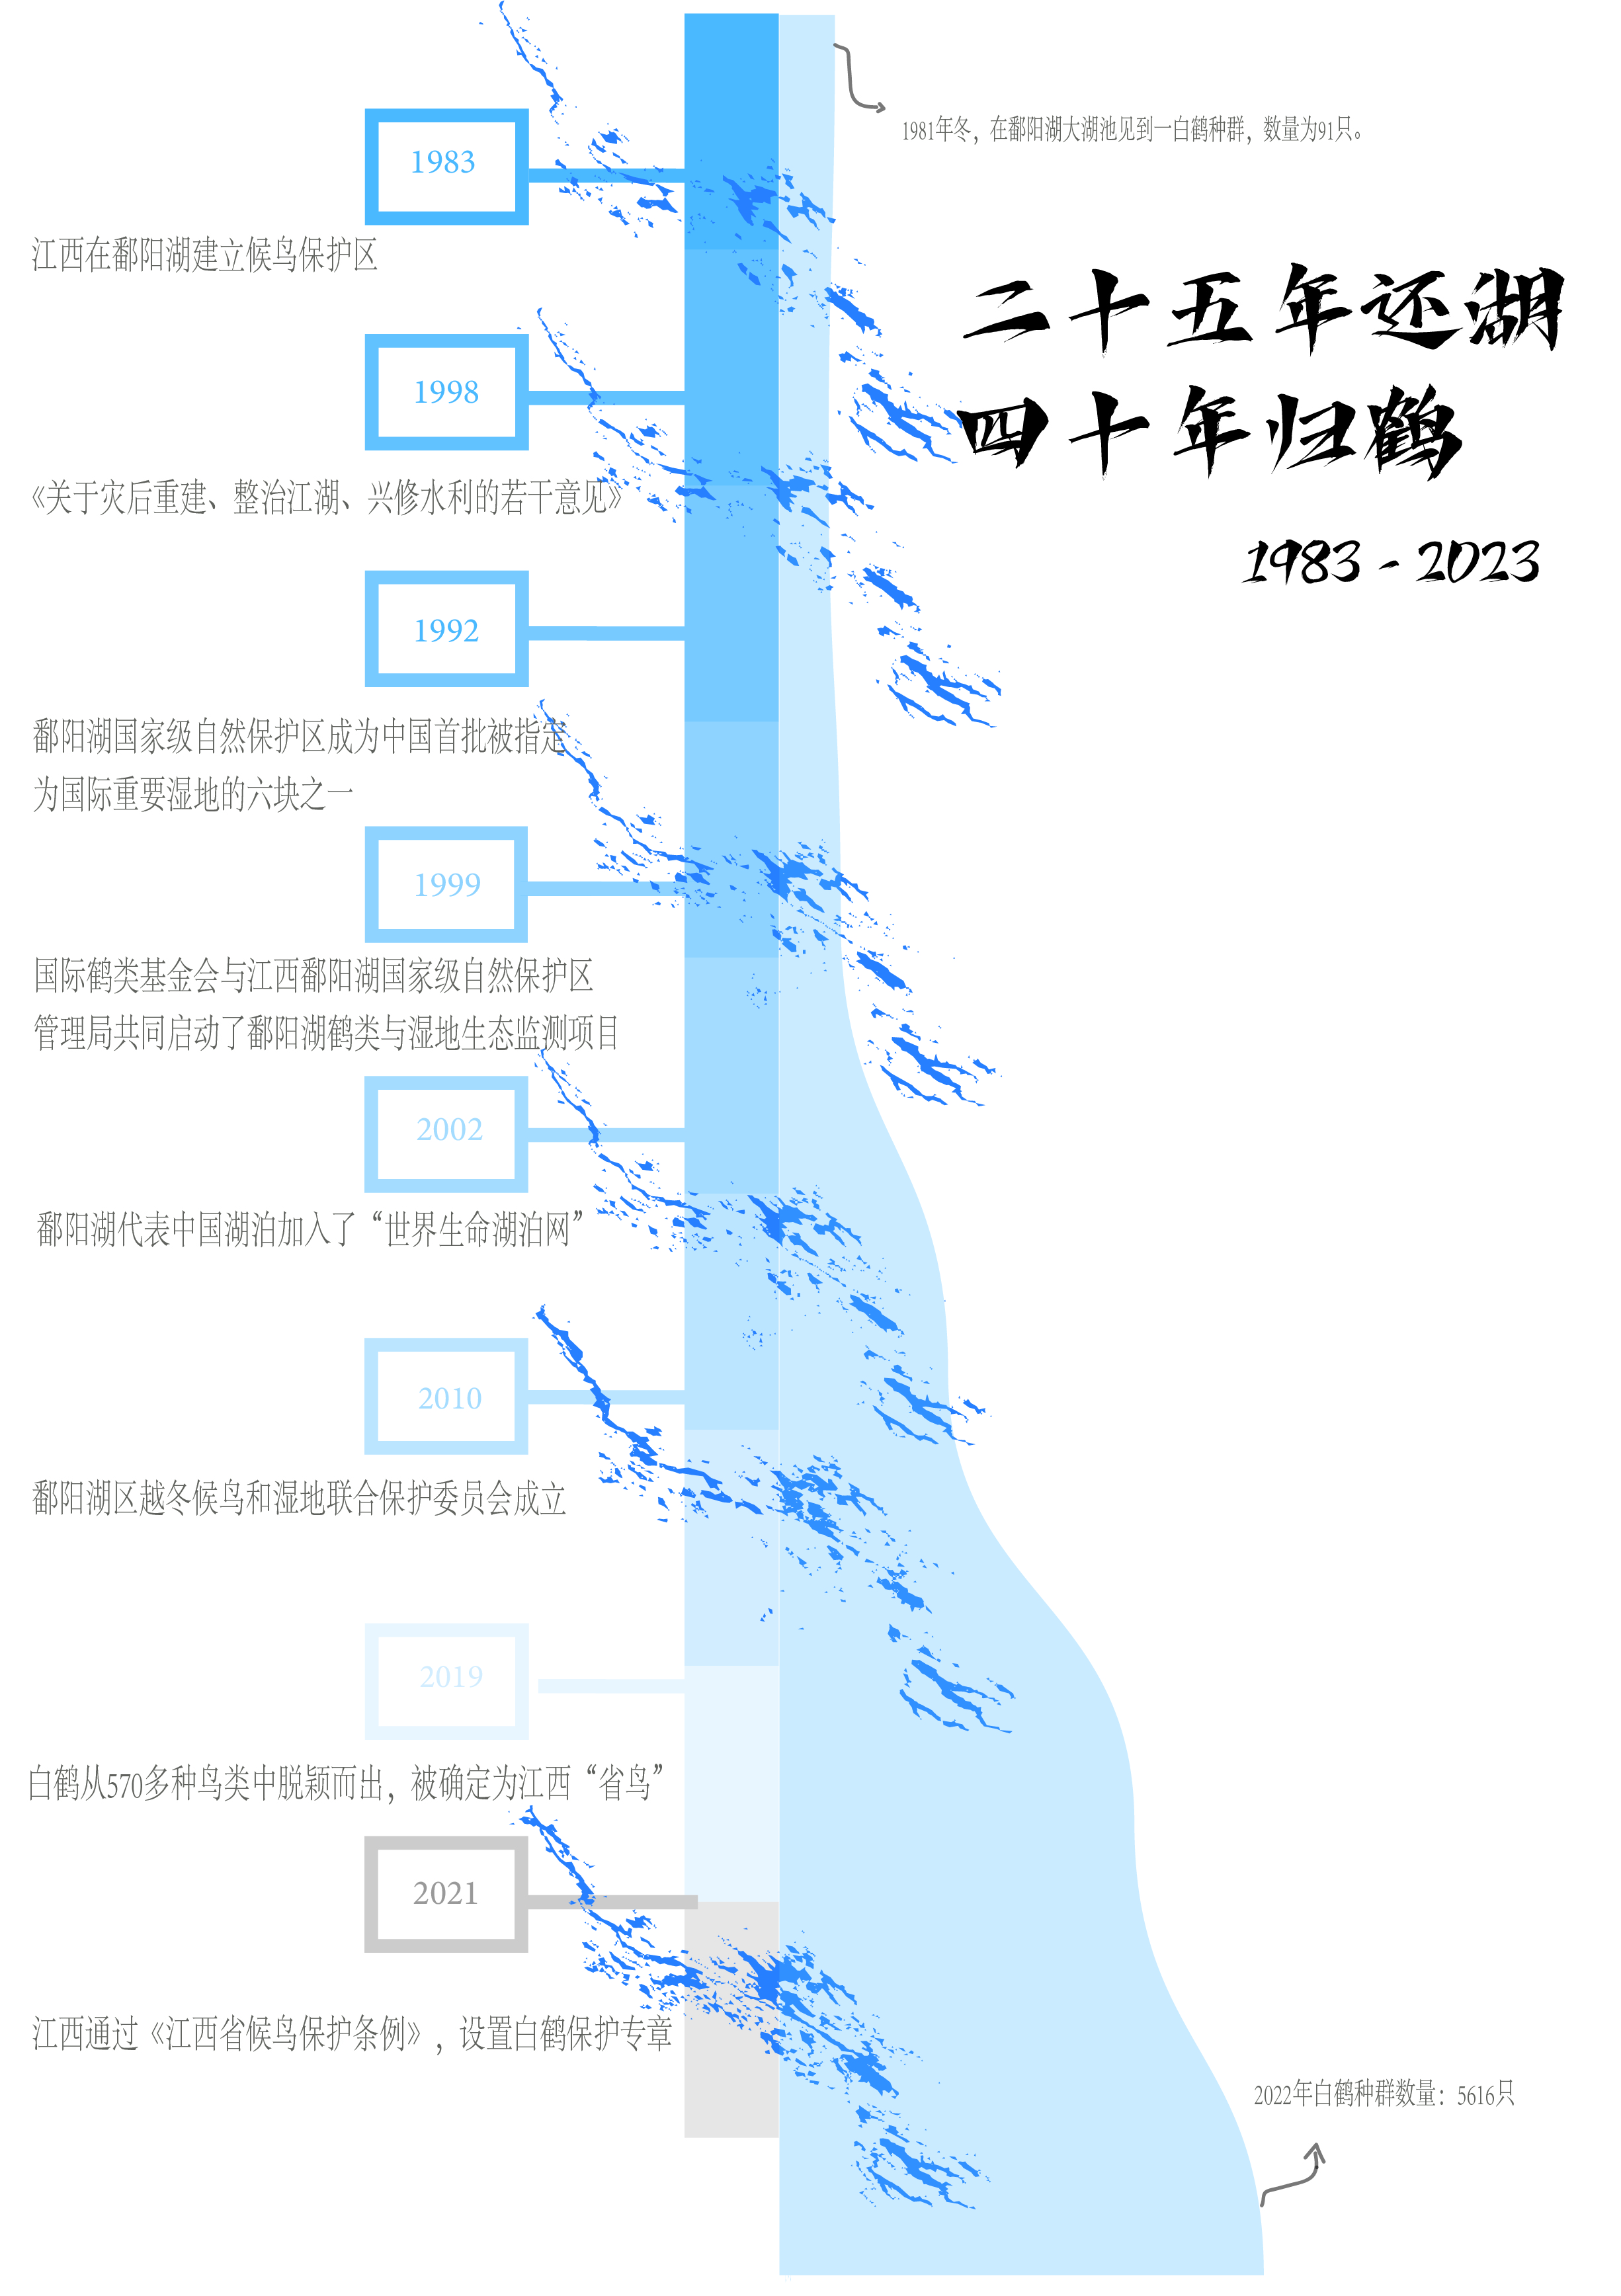 1981年冬，在鄱阳湖大湖池见到一白鹤种群，数量为91只。
二十五年还湖
四十年归鹤
1983 - 2023
1983
江西在鄱阳湖建立候鸟保护区
1998
《关于灾后重建、整治江湖、兴修水利的若干意见》
1992
鄱阳湖国家级自然保护区成为中国首批被指定
为国际重要湿地的六块之一
1999
国际鹤类基金会与江西鄱阳湖国家级自然保护区
管理局共同启动了鄱阳湖鹤类与湿地生态监测项目
2002
鄱阳湖代表中国湖泊加入了“世界生命湖泊网”
2010
鄱阳湖区越冬候鸟和湿地联合保护委员会成立
2019
白鹤从570多种鸟类中脱颖而出，被确定为江西“省鸟”
2021
江西通过《江西省候鸟保护条例》，设置白鹤保护专章
2022年白鹤种群数量：5616只